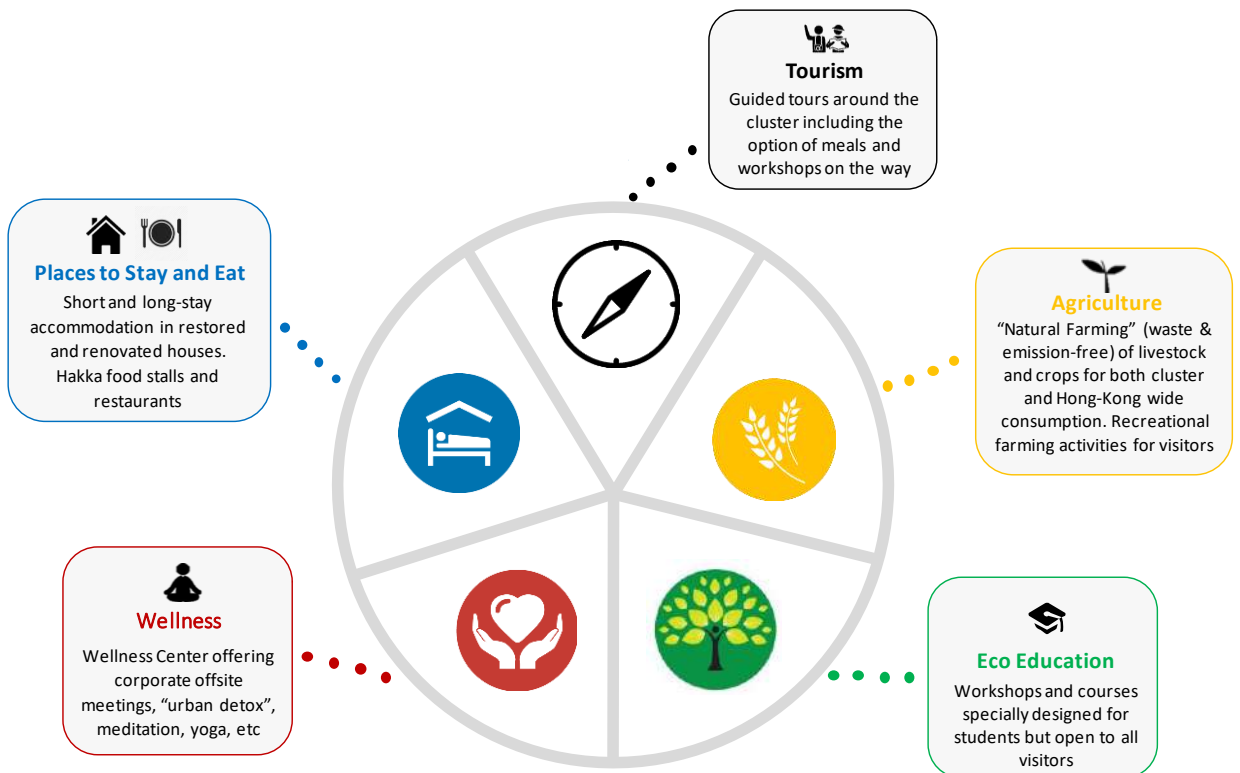 Tourism
Guided tours around the
cluster including the
option of meals and
workshops on the way
Places to Stay and Eat
Short and long-stay
accommodation in restored
and renovated houses.
Hakka food stalls and
restaurants
Agriculture
“Natural Farming” (waste &
emission-free) of livestock
and crops for both cluster
and Hong-Kong wide
consumption. Recreational
farming activities for visitors
Wellness
Wellness Center offering
corporate offsite
meetings, “urban detox”,
meditation, yoga, etc
Eco Education
Workshops and courses
specially designed for
students but open to all
visitors